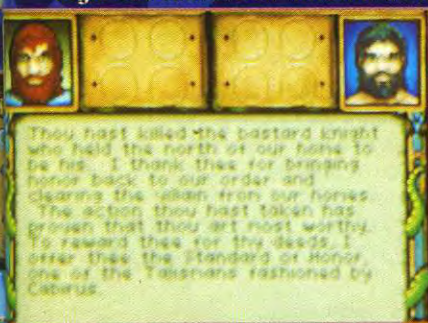 Thou hast killed the bastard knight
who held the north of our home to
be his. I thank thee for bringing
honor back to our order and
clearing the villain from our homes.
The action thou hast taken has
proven that thou art most worthy.
To reward thee for thy deeds, I
offer thee the Standard of Honor,
one of the Talismans fashioned by
Cabirus.